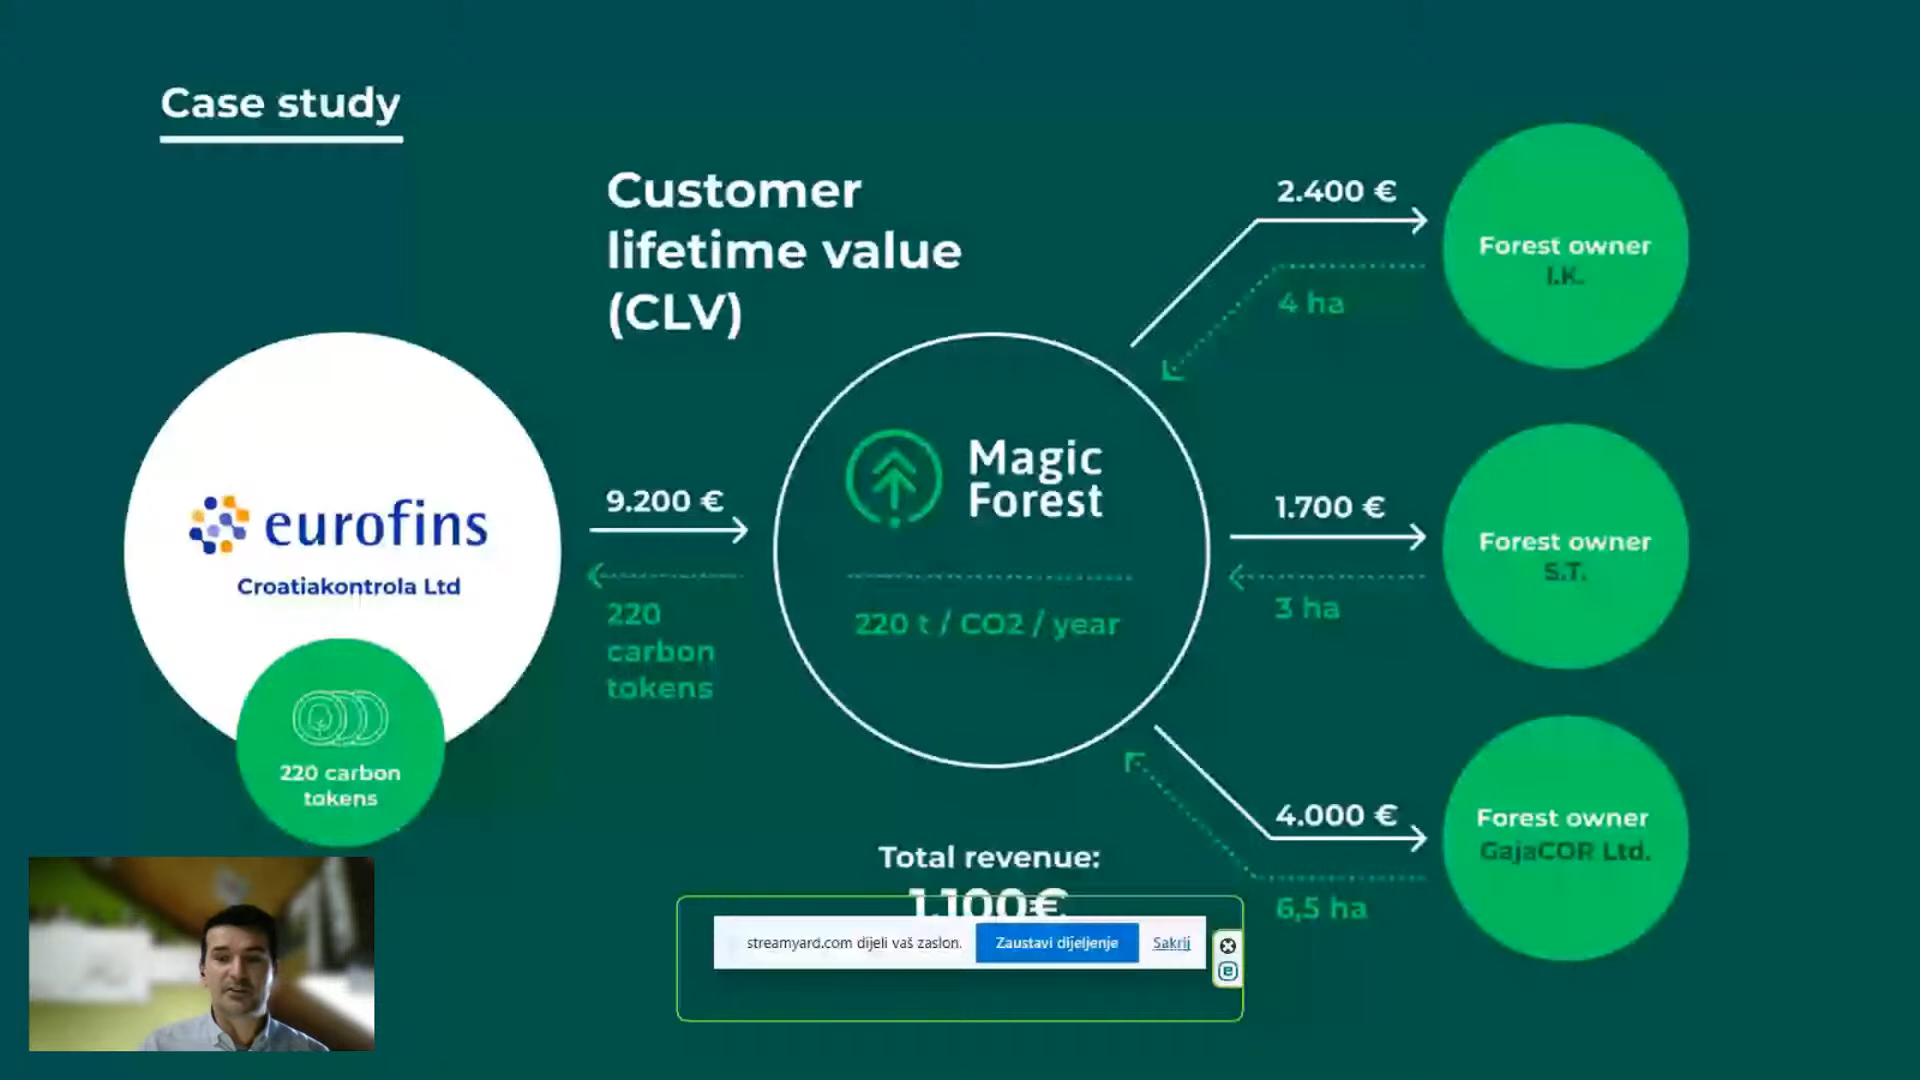 Case study
Customer
lifetime value
(CLV)
2.400 €
Forest owner
I.K.
4 ha
eurofins
Croatiakontrola Ltd
9.200 €
220
carbon
tokens
Magic
Forest
220 t / CO2 / year
1.700 €
Forest owner
S.T.
3 ha
220 carbon
tokens
4.000 €
Forest owner
GajaCOR Ltd.
6,5 ha
Total revenue:
1.100€
streamyard.com dijeli vaš zaslon.
Zaustavi dijeljenje
Sakrij